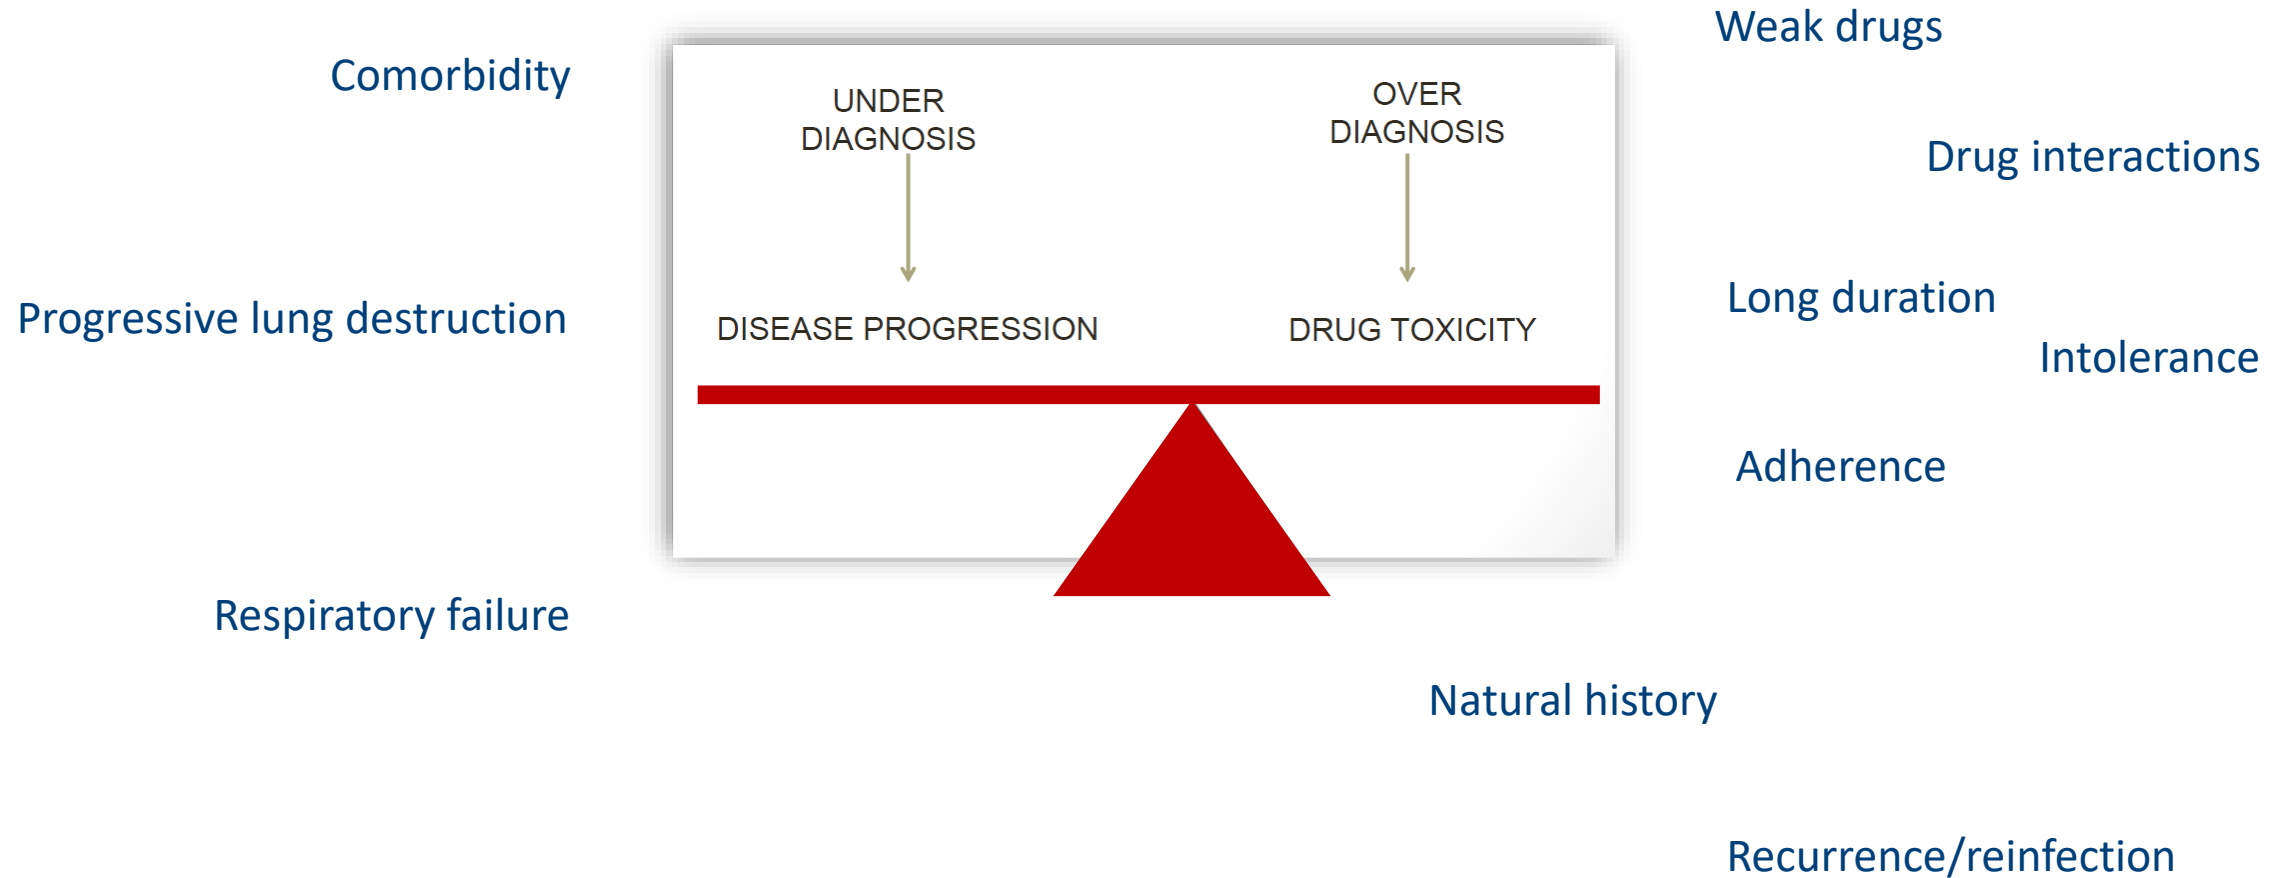 Weak drugs
Comorbidity
UNDER
DIAGNOSIS
OVER
DIAGNOSIS
Drug interactions
Progressive lung destruction
DISEASE PROGRESSION
DRUG TOXICITY
Long duration
Intolerance
Adherence
Respiratory failure
Natural history
Recurrence/reinfection